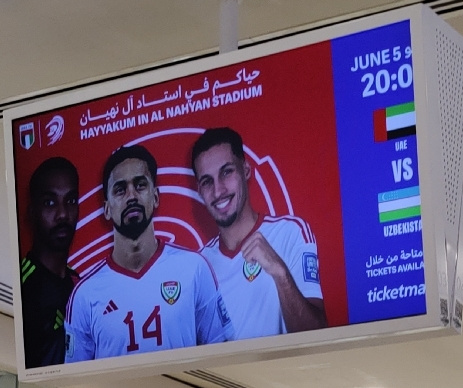 حياكم في استاد آل نهيان
HAYYAKUM IN AL NAHYAN STADIUM
14
JUNE 5 و
20:0
UAE
VS
UZBEKISTA
متاحة من خلال
TICKETS AVAILA
ticketma